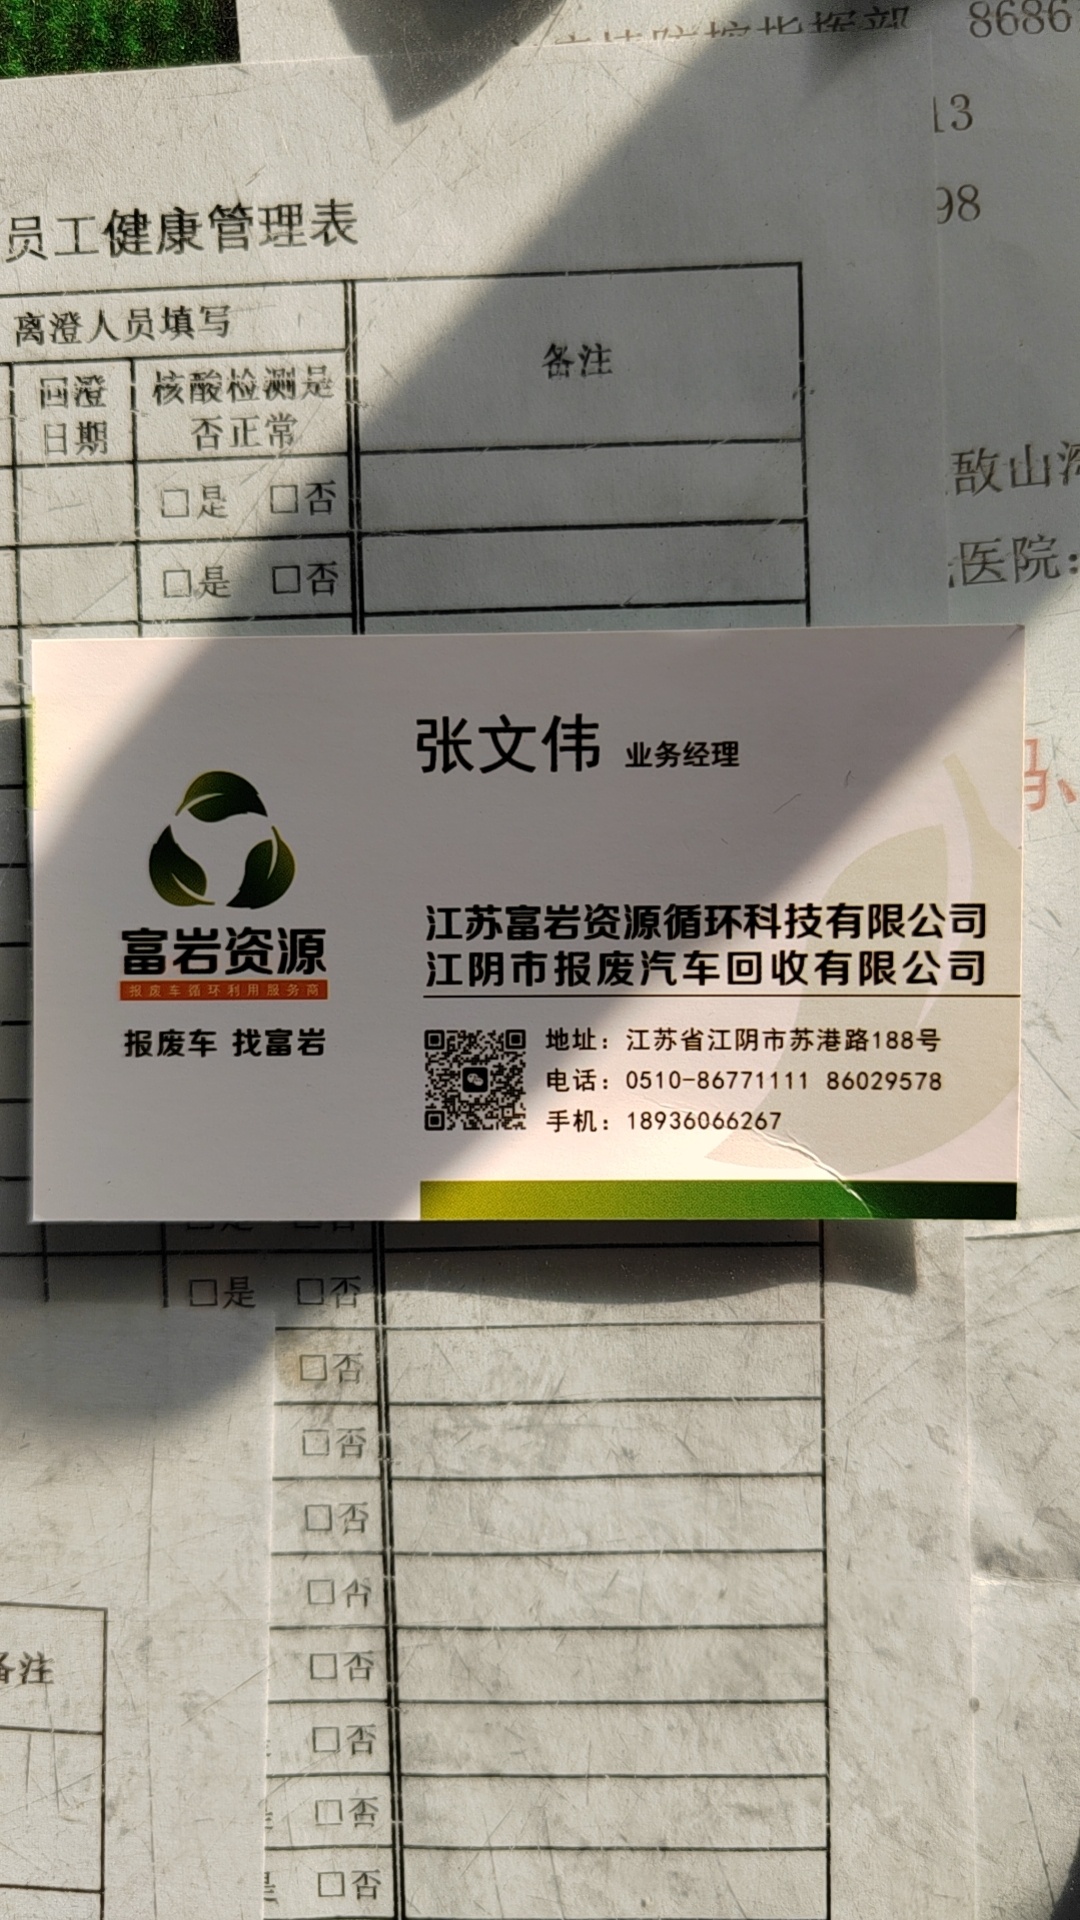 8686
13
98
员工健康管理表
离澄人员填写
备注
回澄
日期
核酸检测是
否正常
□是 □否
□是 □否
敔山湾
医院：
张文伟 业务经理
富岩资源
报废车循环利用服务商
报废车 找富岩
江苏富岩资源循环科技有限公司
江阴市报废汽车回收有限公司
地址：江苏省江阴市苏港路188号
电话：0510-86771111 86029578
手机：18936066267
□是 □否
□否
□否
□否
□否
□否
□否
□否
□否
备注